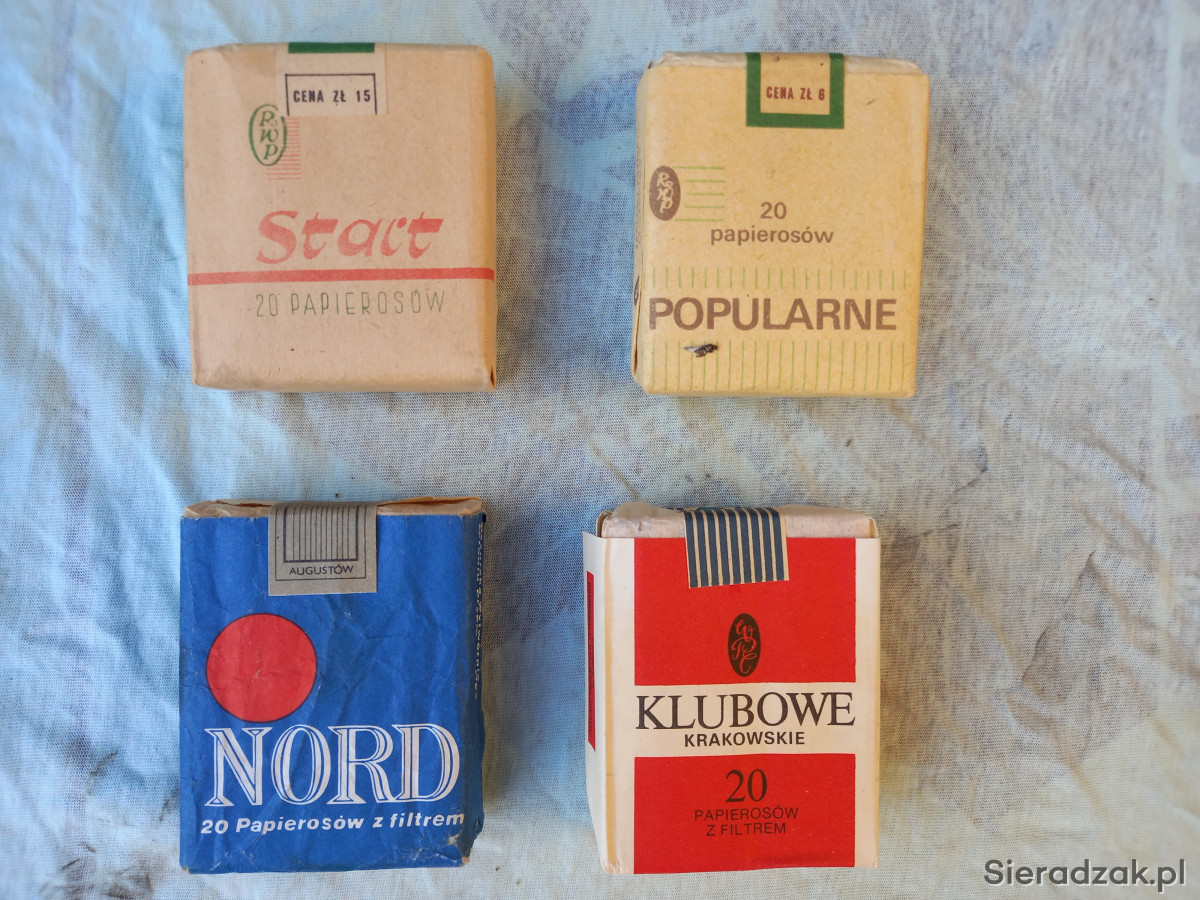 CENA ZŁ 15
RWP
Start
20 PAPIEROSÓW
CENA ZŁ 6
20
papierosów
POPULARNE
AUGUSTÓW
NORD
20 Papierosów z filtrem
KLUBOWE
KRAKOWSKIE
20
PAPIEROSÓW
Z FILTREM
Sieradzak.pl